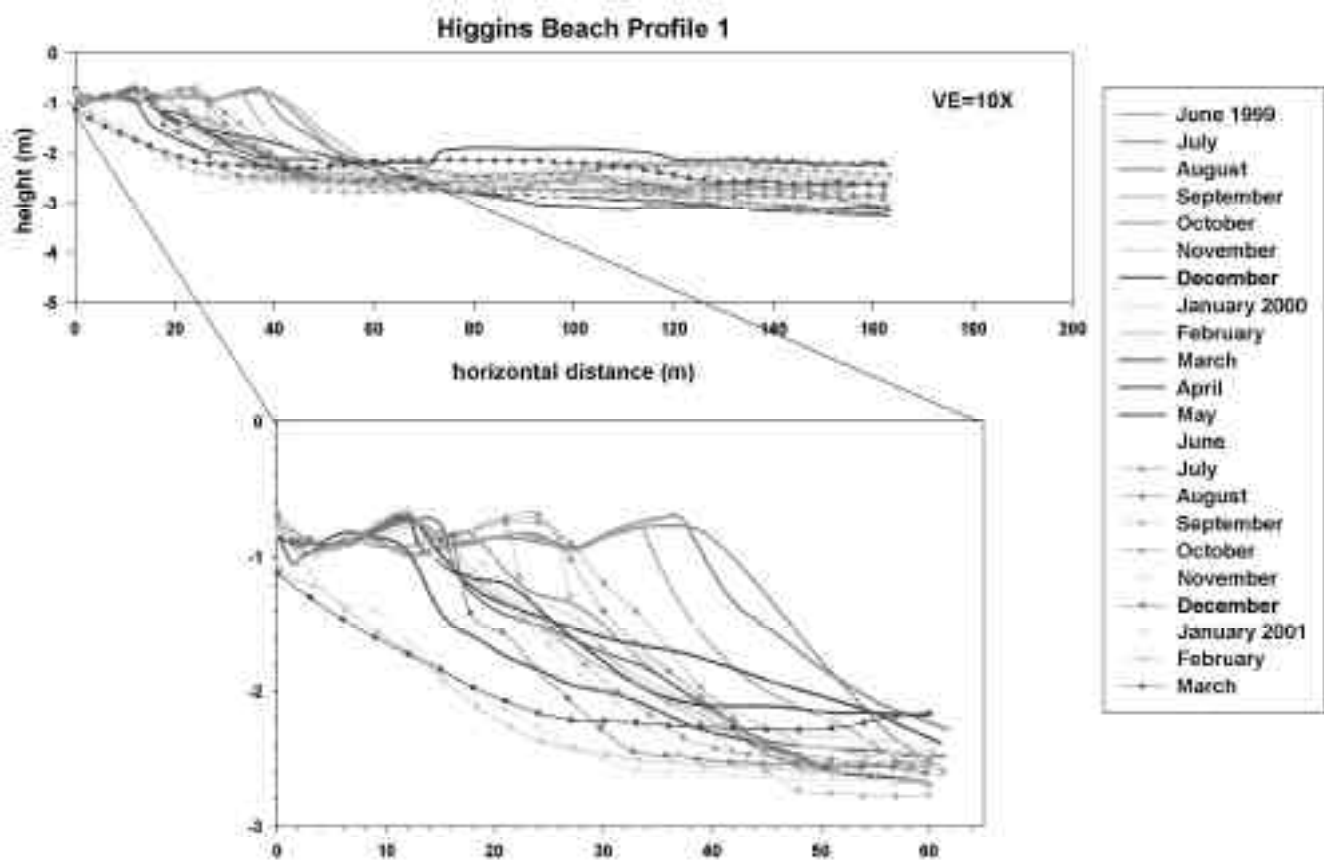 Higgins Beach Profile 1
0
-1
-2
-3
-4
-5
height (m)
VE=10X
0 20 40 60 80 100 120 140 160 180 200
horizontal distance (m)
June 1999
July
August
September
October
November
December
January 2000
February
March
April
May
June
July
August
September
October
November
December
January 2001
February
March
0
-1
-2
-3
0 10 20 30 40 50 60